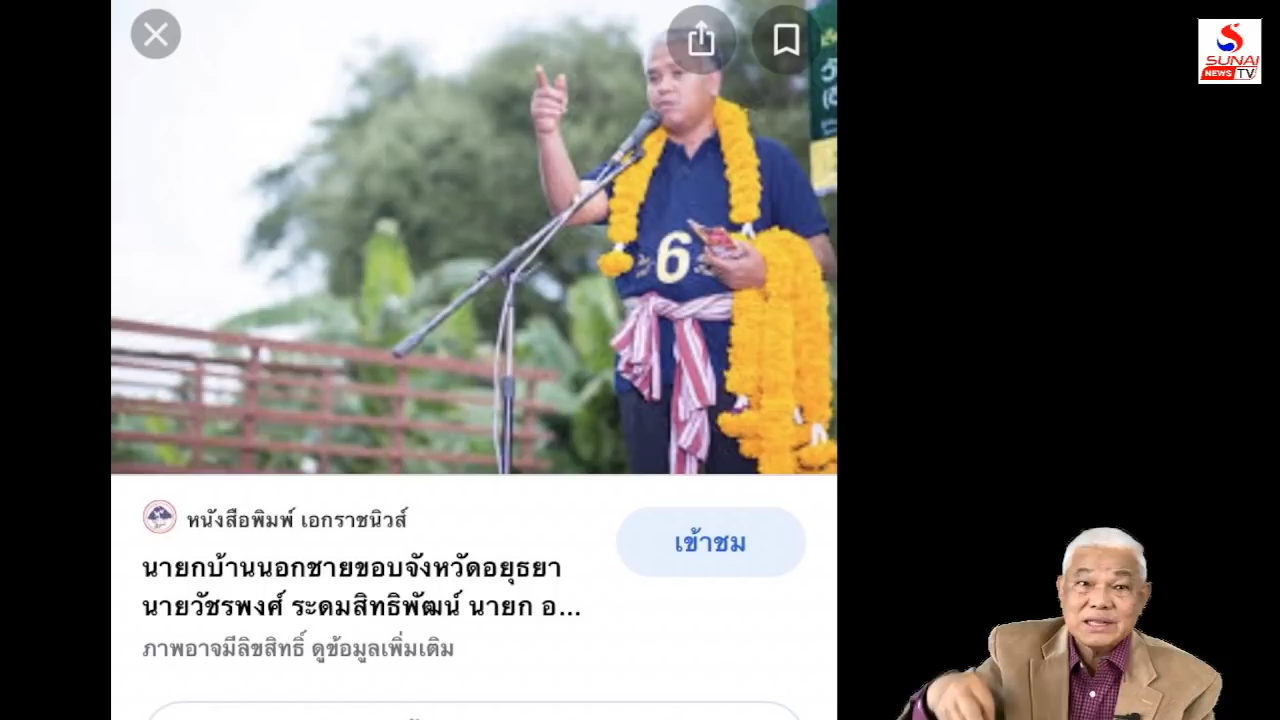 SUNAI
NEWS TV
6
หนังสือพิมพ์ เอกราชนิวส์
เข้าชม
นายกบ้านนอกชายขอบจังหวัดอยุธยา
นายวัชรพงศ์ ระดมสิทธิพัฒน์ นายก อ...
ภาพอาจมีลิขสิทธิ์ ดูข้อมูลเพิ่มเติม